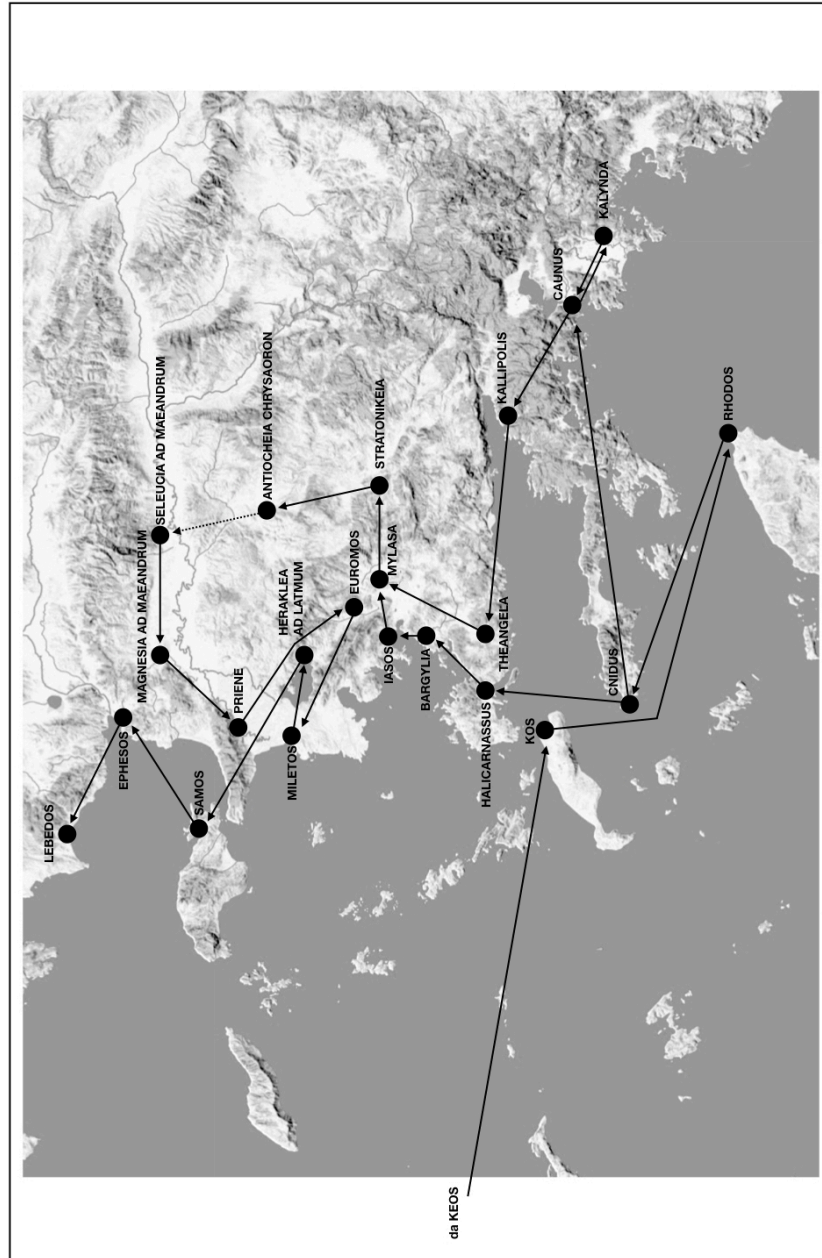 LEBEDOS
EPHESOS
MAGNESIA AD MAEANDRUM
SELEUCIA AD MAEANDRUM
SAMOS
PRIENE
ANTIOCHEIA CHRYSAORON
MILETOS
HERAKLEA
AD LATMUM
EUROMOS
STRATONIKEIA
MYLASA
IASOS
BARGYLIA
HALICARNASSUS
THEANGELA
KALLIPOLIS
CAUNUS
KALYNDA
KOS
CNIDUS
RHODOS
da KEOS